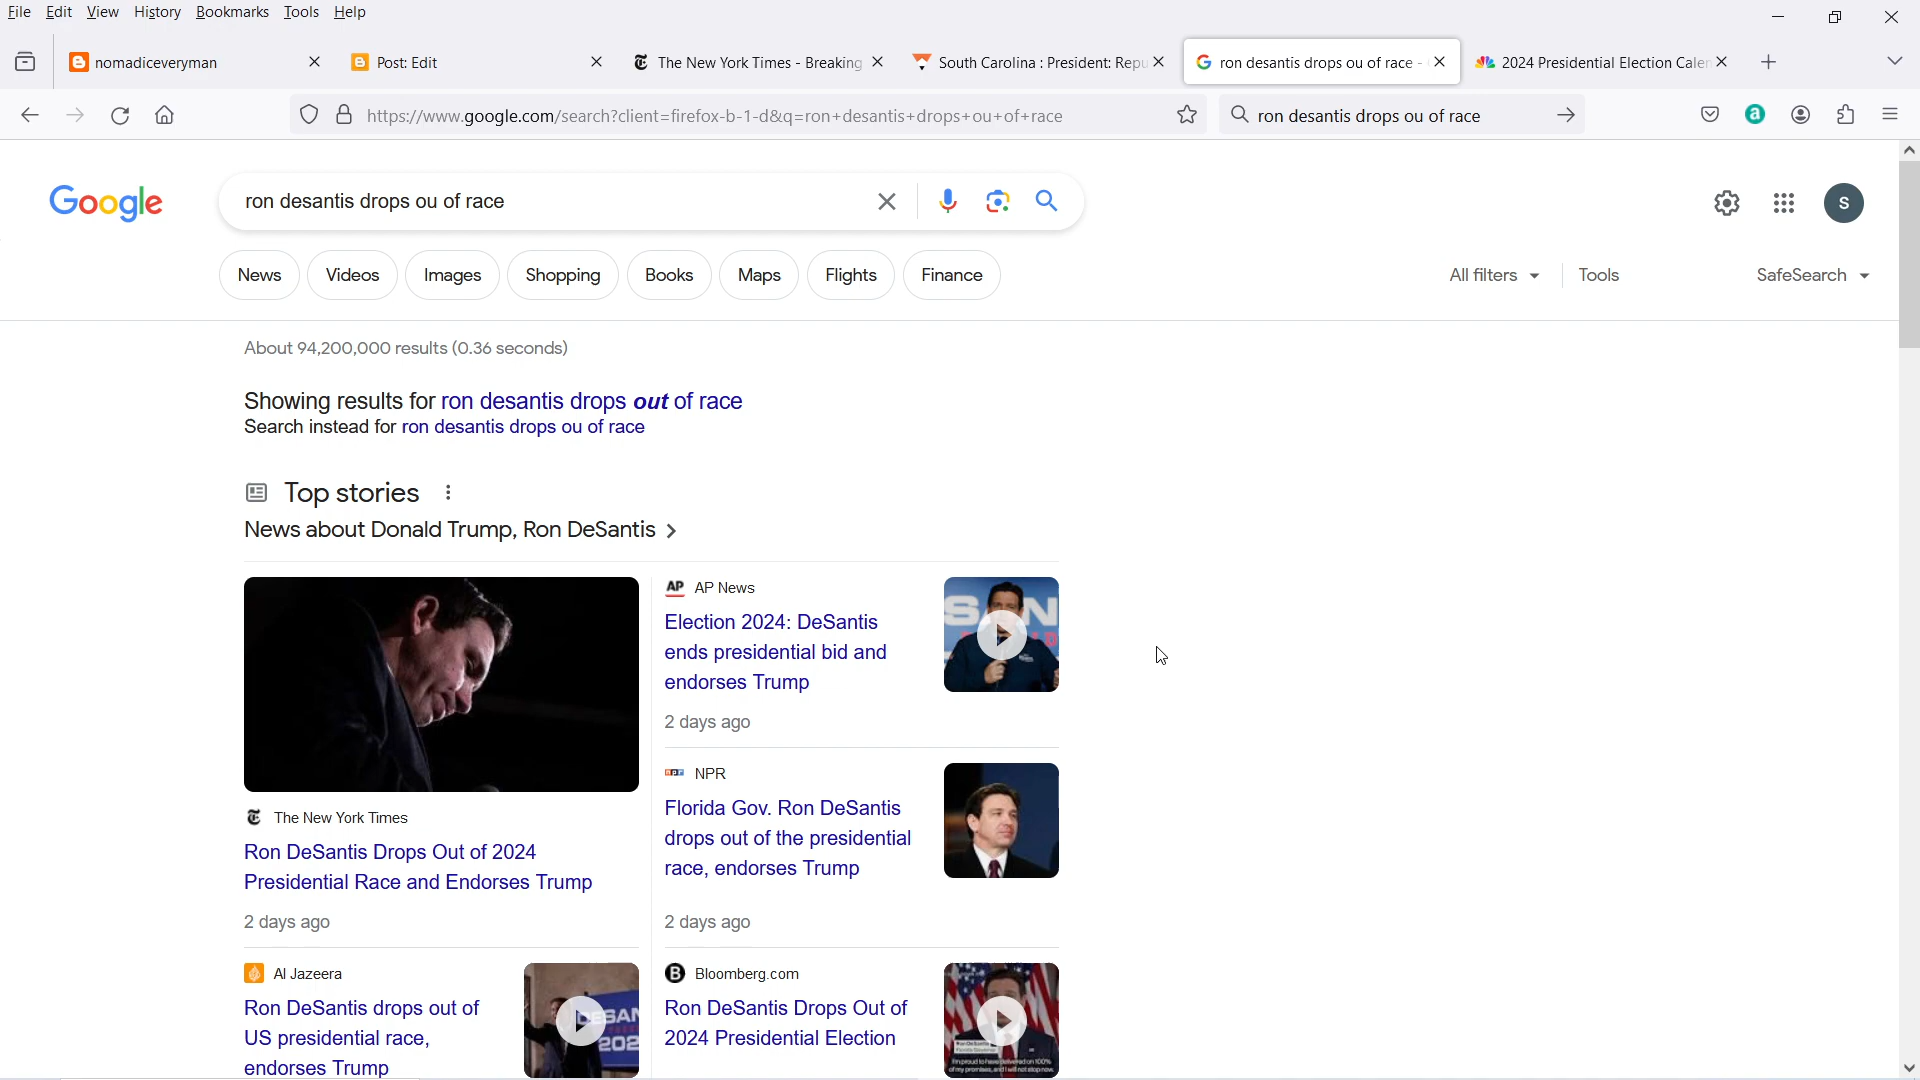 File Edit View History Bookmarks Tools Help
nomadiceveryman
Post: Edit
The New York Times - Breaking
South Carolina : President: Repu
ron desantis drops ou of race -
2024 Presidential Election Calen
https://www.google.com/search?client=firefox-b-1-d&q=ron+desantis+drops+ou+of+race
ron desantis drops ou of race
Google
ron desantis drops ou of race
S
News Videos Images Shopping Books Maps Flights Finance
All filters Tools SafeSearch
About 94,200,000 results (0.36 seconds)
Showing results for ron desantis drops out of race
Search instead for ron desantis drops ou of race
Top stories
News about Donald Trump, Ron DeSantis
The New York Times
Ron DeSantis Drops Out of 2024
Presidential Race and Endorses Trump
2 days ago
AP AP News
Election 2024: DeSantis
ends presidential bid and
endorses Trump
2 days ago
npr NPR
Florida Gov. Ron DeSantis
drops out of the presidential
race, endorses Trump
2 days ago
Al Jazeera
Ron DeSantis drops out of
US presidential race,
endorses Trump
DESAN
202
B Bloomberg.com
Ron DeSantis Drops Out of
2024 Presidential Election